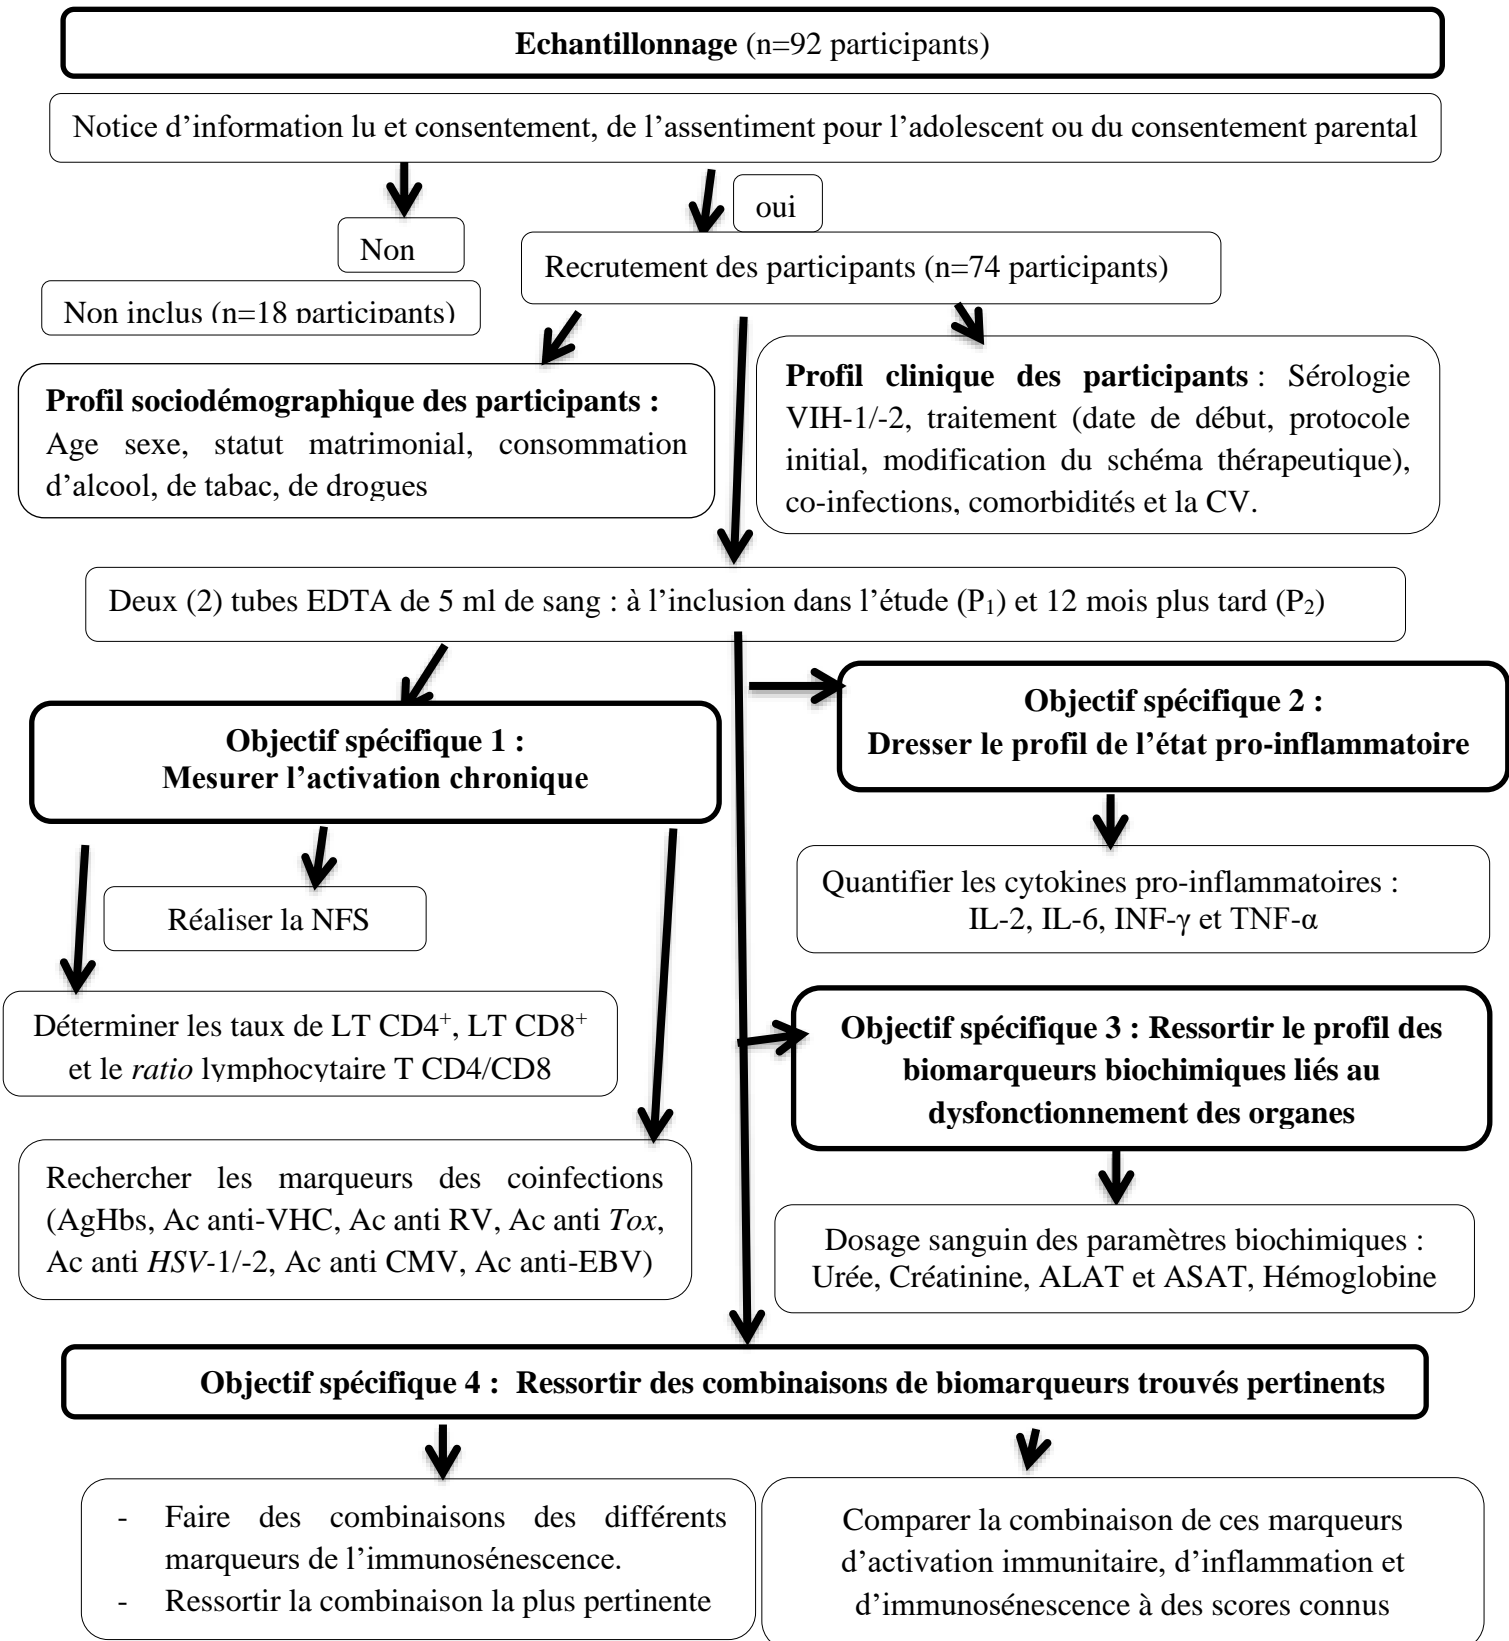 Echantillonnage (n=92 participants)
Notice d’information lu et consentement, de l’assentiment pour l’adolescent ou du consentement parental
oui
Non
Recrutement des participants (n=74 participants)
Non inclus (n=18 participants)
Profil sociodémographique des participants :
Age sexe, statut matrimonial, consommation
d’alcool, de tabac, de drogues
Profil clinique des participants : Sérologie
VIH-1/-2, traitement (date de début, protocole
initial, modification du schéma thérapeutique),
co-infections, comorbidités et la CV.
Deux (2) tubes EDTA de 5 ml de sang : à l’inclusion dans l’étude (P₁) et 12 mois plus tard (P₂)
Objectif spécifique 1 :
Mesurer l’activation chronique
Objectif spécifique 2 :
Dresser le profil de l’état pro-inflammatoire
Réaliser la NFS
Quantifier les cytokines pro-inflammatoires :
IL-2, IL-6, INF-γ et TNF-α
Déterminer les taux de LT CD4⁺, LT CD8⁺
et le ratio lymphocytaire T CD4/CD8
Objectif spécifique 3 : Ressortir le profil des
biomarqueurs biochimiques liés au
dysfonctionnement des organes
Rechercher les marqueurs des coinfections
(AgHbs, Ac anti-VHC, Ac anti RV, Ac anti Tox,
Ac anti HSV-1/-2, Ac anti CMV, Ac anti-EBV)
Dosage sanguin des paramètres biochimiques :
Urée, Créatinine, ALAT et ASAT, Hémoglobine
Objectif spécifique 4 : Ressortir des combinaisons de biomarqueurs trouvés pertinents
- Faire des combinaisons des différents
marqueurs de l’immunosénescence.
- Ressortir la combinaison la plus pertinente
Comparer la combinaison de ces marqueurs
d’activation immunitaire, d’inflammation et
d’immunosénescence à des scores connus